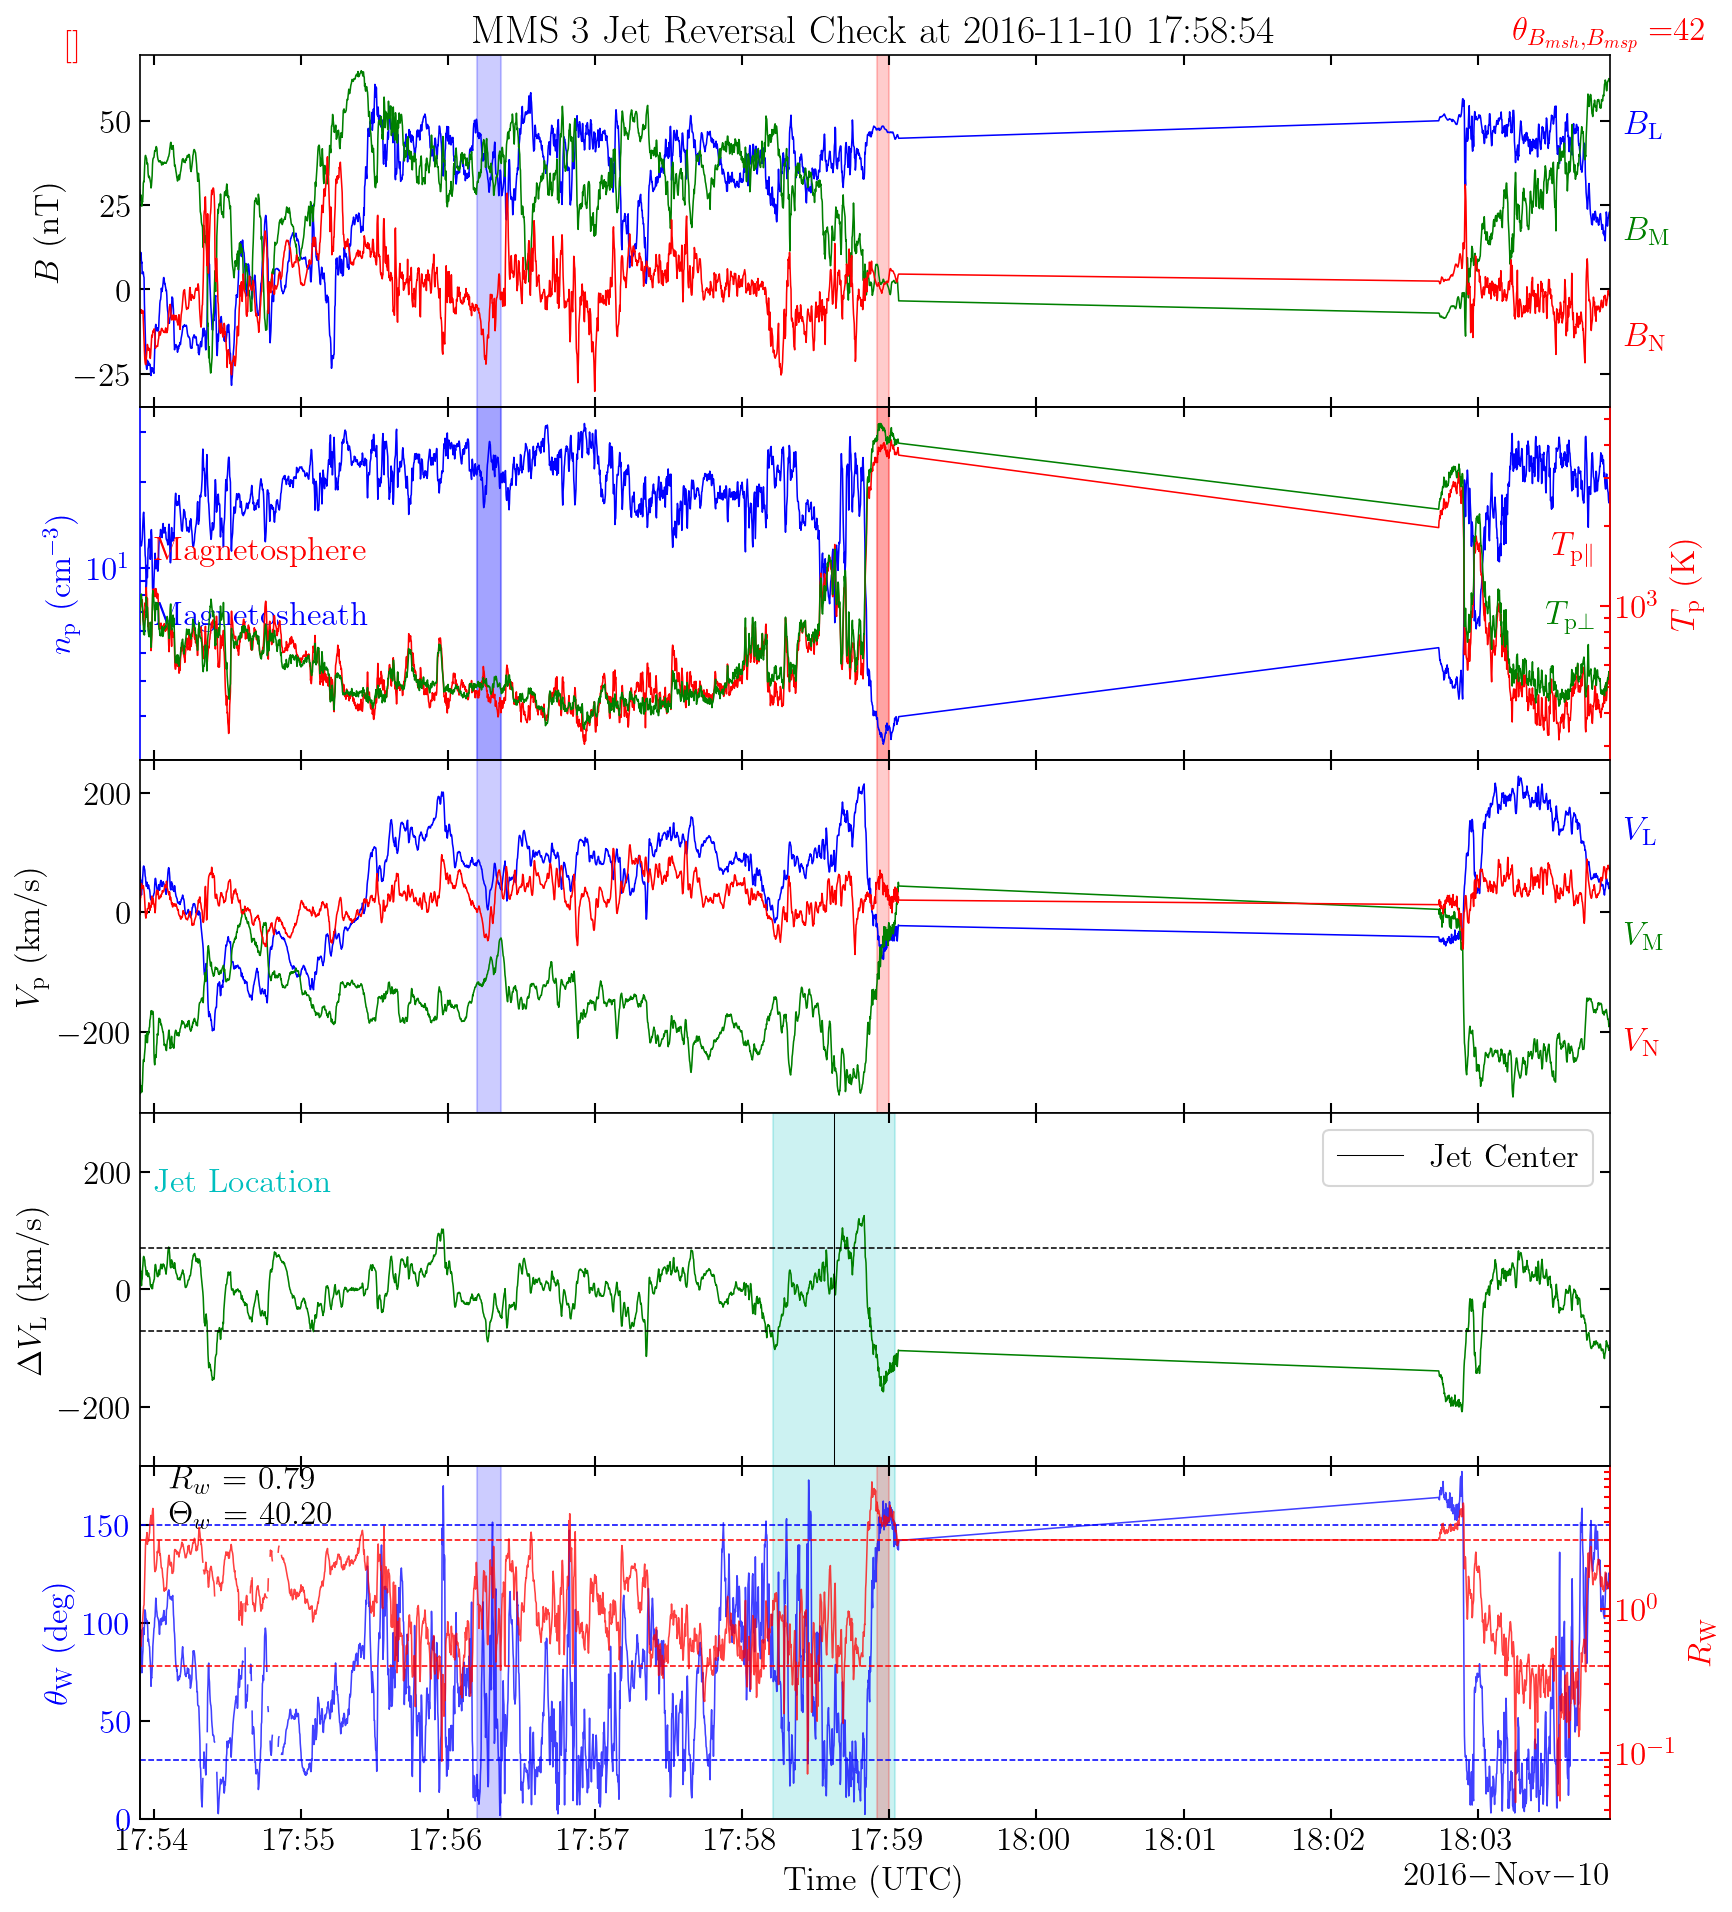 MMS 3 Jet Reversal Check at 2016-11-10 17:58:54
[]
θ_{B_{msh},B_{msp}} =42
50
25
0
−25
B (nT)
B_L
B_M
B_N
10^1
n_p (cm^{−3})
Magnetosphere
Magnetosheath
T_{p∥}
T_{p⊥}
10^3
T_p (K)
200
0
−200
V_p (km/s)
V_L
V_M
V_N
200
0
−200
ΔV_L (km/s)
Jet Location
Jet Center
R_w = 0.79
Θ_w = 40.20
150
100
50
0
θ_W (deg)
10^0
10^{−1}
R_W
17:54 17:55 17:56 17:57 17:58 17:59 18:00 18:01 18:02 18:03
Time (UTC)
2016−Nov−10